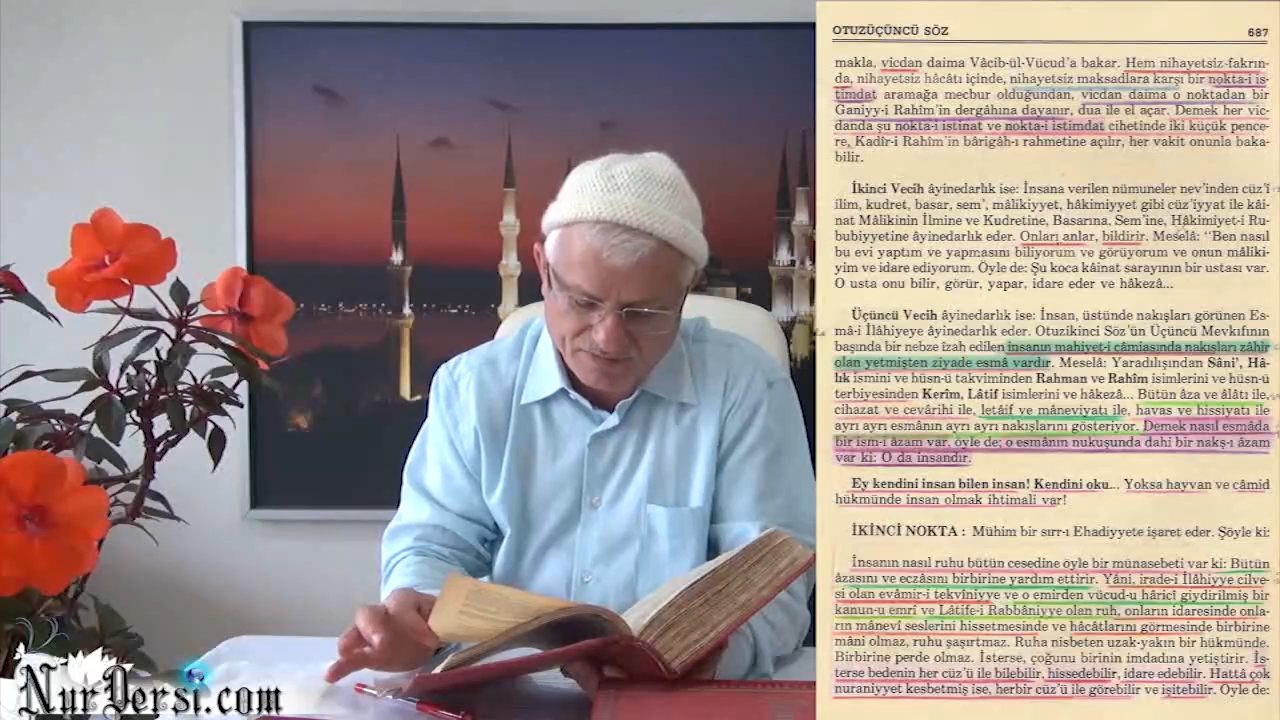 OTUZÜÇÜNCÜ SÖZ 687
makla, vicdan daima Vâcib-ül-Vücud'a bakar. Hem nihayetsiz-fakrın-
da, nihayetsiz hâcâtı içinde, nihayetsiz maksadlara karşı bir nokta-i is-
timdat aramağa mecbur olduğundan, vicdan daima o noktadan bir
Ganiyy-i Rahîm'in dergâhına dayanır, dua ile el açar. Demek her vic-
danda şu nokta-i istinat ve nokta-i istimdat cihetinde iki küçük pence-
re, Kadîr-i Rahîm'in bârigâh-ı rahmetine açılır, her vakit onunla baka-
bilir.
İkinci Vecih âyinedarlık ise: İnsana verilen nümuneler nev'inden cüz'î
ilim, kudret, basar, sem', mâlikiyyet, hâkimiyyet gibi cüz'iyyat ile kâi-
nat Mâlikinin İlmine ve Kudretine, Basarına, Sem'ine, Hâkimiyet-i Ru-
bubiyyetine âyinedarlık eder. Onları anlar, bildirir. Meselâ: "Ben nasıl
bu evi yaptım ve yapmasını biliyorum ve görüyorum ve onun mâliki-
yim ve idare ediyorum. Öyle de: Şu koca kâinat sarayının bir ustası var.
O usta onu bilir, görür, yapar, idare eder ve hâkeza...
Üçüncü Vecih âyinedarlık ise: İnsan, üstünde nakışları görünen Es-
mâ-i İlâhiyeye âyinedarlık eder. Otuzikinci Söz'ün Üçüncü Mevkıfının
başında bir nebze îzah edilen insanın mahiyet-i câmiasında nakışları zâhir
olan yetmişten ziyade esmâ vardır. Meselâ: Yaradılışından Sâni', Hâ-
lık ismini ve hüsn-ü takviminden Rahman ve Rahîm isimlerini ve hüsn-ü
terbiyesinden Kerîm, Lâtif isimlerini ve hâkeza... Bütün âza ve âlâtı ile,
cihazat ve cevârihi ile, letâif ve mâneviyatı ile, havas ve hissiyatı ile
ayrı ayrı esmânın ayrı ayrı nakışlarını gösteriyor. Demek nasıl esmâda
bir ism-i âzam var, öyle de; o esmânın nukuşunda dahi bir nakş-ı âzam
var ki: O da insandır.
Ey kendini insan bilen insan! Kendini oku... Yoksa hayvan ve câmid
hükmünde insan olmak ihtimali var!
İKİNCİ NOKTA : Mühim bir sırr-ı Ehadiyyete işaret eder. Şöyle ki:
İnsanın nasıl ruhu bütün cesedine öyle bir münasebeti var ki: Bütün
âzasını ve eczâsını birbirine yardım ettirir. Yâni, irade-i İlâhiyye cilve-
si olan evâmir-i tekvîniyye ve o emirden vücud-u hâricî giydirilmiş bir
kanun-u emrî ve Lâtife-i Rabbâniyye olan ruh, onların idaresinde onla-
rın mânevî seslerini hissetmesinde ve hâcâtlarını görmesinde birbirine
mâni olmaz, ruhu şaşırtmaz. Ruha nisbeten uzak-yakın bir hükmünde.
Birbirine perde olmaz. İsterse, çoğunu birinin imdadına yetiştirir. İs-
terse bedenin her cüz'ü ile bilebilir, hissedebilir, idare edebilir. Hattâ çok
nuraniyyet kesbetmiş ise, herbir cüz'ü ile görebilir ve işitebilir. Öyle de:
NurDersi.com